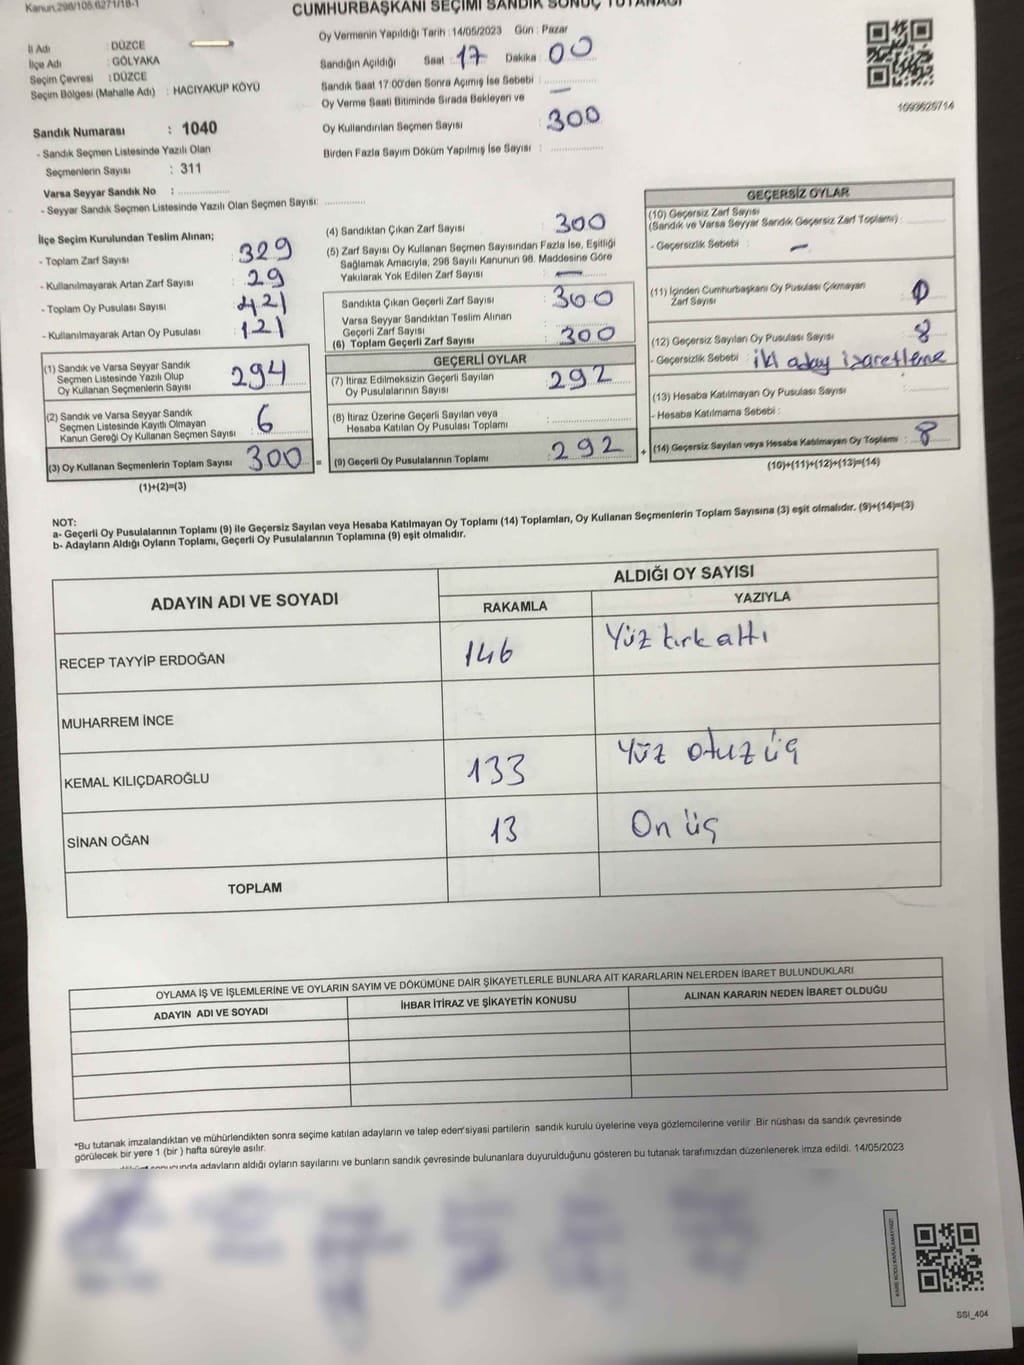 Kanun,298/105;6271/18-1
CUMHURBAŞKANI SEÇİMİ SANDIK SONUÇ TUTANAĞI
İl Adı : DÜZCE
İlçe Adı : GÖLYAKA
Seçim Çevresi : DÜZCE
Seçim Bölgesi (Mahalle Adı) : HACIYAKUP KÖYÜ
Sandık Numarası : 1040
- Sandık Seçmen Listesinde Yazılı Olan
Seçmenlerin Sayısı : 311
Varsa Seyyar Sandık No :
- Seyyar Sandık Seçmen Listesinde Yazılı Olan Seçmen Sayısı:
Oy Vermenin Yapıldığı Tarih : 14/05/2023 Gün : Pazar
Sandığın Açıldığı Saat : 17 Dakika : 00
Sandık Saat 17:00'den Sonra Açımış İse Sebebi :
Oy Verme Saati Bitiminde Sırada Bekleyen ve —
Oy Kullandırılan Seçmen Sayısı : 300
Birden Fazla Sayım Döküm Yapılmış İse Sayısı :
1093629714
İlçe Seçim Kurulundan Teslim Alınan;
- Toplam Zarf Sayısı : 329
- Kullanılmayarak Artan Zarf Sayısı : 29
- Toplam Oy Pusulası Sayısı : 421
- Kullanılmayarak Artan Oy Pusulası : 121
(1) Sandık ve Varsa Seyyar Sandık
Seçmen Listesinde Yazılı Olup
Oy Kullanan Seçmenlerin Sayısı : 294
(2) Sandık ve Varsa Seyyar Sandık
Seçmen Listesinde Kayıtlı Olmayan
Kanun Gereği Oy Kullanan Seçmen Sayısı : 6
(3) Oy Kullanan Seçmenlerin Toplam Sayısı : 300 =
(1)+(2)=(3)
(4) Sandıktan Çıkan Zarf Sayısı : 300
(5) Zarf Sayısı Oy Kullanan Seçmen Sayısından Fazla İse, Eşitliği
Sağlamak Amacıyla, 298 Sayılı Kanunun 98. Maddesine Göre
Yakılarak Yok Edilen Zarf Sayısı : —
Sandıkta Çıkan Geçerli Zarf Sayısı : 300
Varsa Seyyar Sandıktan Teslim Alınan
Geçerli Zarf Sayısı :
(6) Toplam Geçerli Zarf Sayısı : 300
GEÇERLİ OYLAR
(7) İtiraz Edilmeksizin Geçerli Sayılan
Oy Pusulalarının Sayısı : 292
(8) İtiraz Üzerine Geçerli Sayılan veya
Hesaba Katılan Oy Pusulası Toplamı :
(9) Geçerli Oy Pusulalarının Toplamı : 292 +
GEÇERSİZ OYLAR
(10) Geçersiz Zarf Sayısı
(Sandık ve Varsa Seyyar Sandık Geçersiz Zarf Toplamı) :
- Geçersizlik Sebebi : —
(11) İçinden Cumhurbaşkanı Oy Pusulası Çıkmayan
Zarf Sayısı : 0
(12) Geçersiz Sayılan Oy Pusulası Sayısı : 8
- Geçersizlik Sebebi : iki aday işaretleme
(13) Hesaba Katılmayan Oy Pusulası Sayısı :
- Hesaba Katılmama Sebebi :
(14) Geçersiz Sayılan veya Hesaba Katılmayan Oy Toplamı : 8
(10)+(11)+(12)+(13)=(14)
NOT:
a- Geçerli Oy Pusulalarının Toplamı (9) ile Geçersiz Sayılan veya Hesaba Katılmayan Oy Toplamı (14) Toplamları, Oy Kullanan Seçmenlerin Toplam Sayısına (3) eşit olmalıdır. (9)+(14)=(3)
b- Adayların Aldığı Oyların Toplamı, Geçerli Oy Pusulalarının Toplamına (9) eşit olmalıdır.
ADAYIN ADI VE SOYADI ALDIĞI OY SAYISI
RAKAMLA YAZIYLA
RECEP TAYYİP ERDOĞAN 146 Yüz kırk altı
MUHARREM İNCE
KEMAL KILIÇDAROĞLU 133 Yüz otuz üç
SİNAN OĞAN 13 On üç
TOPLAM
OYLAMA İŞ VE İŞLEMLERİNE VE OYLARIN SAYIM VE DÖKÜMÜNE DAİR ŞİKAYETLERLE BUNLARA AİT KARARLARIN NELERDEN İBARET BULUNDUKLARI
ADAYIN ADI VE SOYADI İHBAR İTİRAZ VE ŞİKAYETİN KONUSU ALINAN KARARIN NEDEN İBARET OLDUĞU
*Bu tutanak imzalandıktan ve mühürlendikten sonra seçime katılan adayların ve talep eden siyasi partilerin sandık kurulu üyelerine veya gözlemcilerine verilir. Bir nüshası da sandık çevresinde
görülecek bir yere 1 (bir) hafta süreyle asılır.
sonucunda adayların aldığı oyların sayılarını ve bunların sandık çevresinde bulunanlara duyurulduğunu gösteren bu tutanak tarafımızdan düzenlenerek imza edildi. 14/05/2023
SSI_404